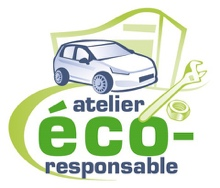 atelier
éco-
responsable